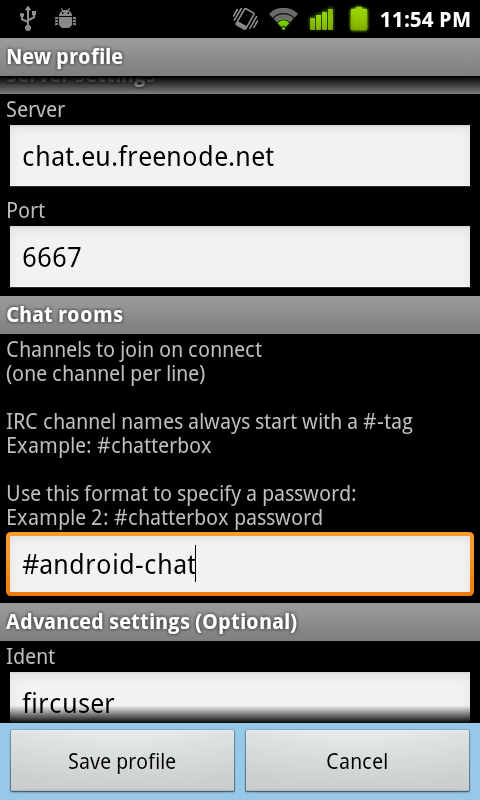 11:54 PM
New profile
Server settings
Server
chat.eu.freenode.net
Port
6667
Chat rooms
Channels to join on connect
(one channel per line)
IRC channel names always start with a #-tag
Example: #chatterbox
Use this format to specify a password:
Example 2: #chatterbox password
#android-chat
Advanced settings (Optional)
Ident
fircuser
Save profile
Cancel